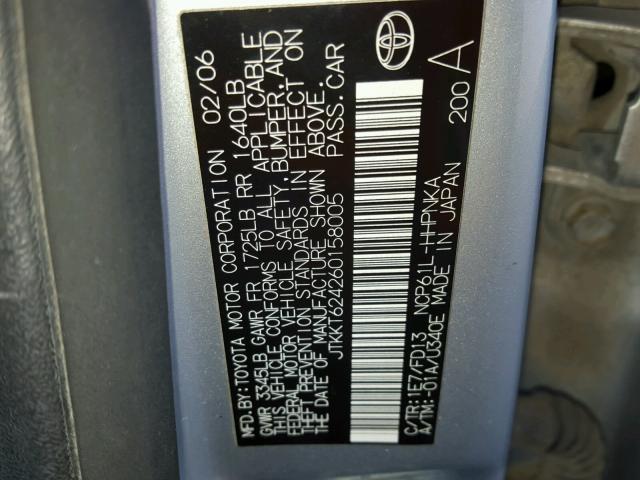 MFD.BY:TOYOTA MOTOR CORPORATION 02/06
GVWR 3345LB GAWR FR 1725LB RR 1640LB
THIS VEHICLE CONFORMS TO ALL APPLICABLE
FEDERAL MOTOR VEHICLE SAFETY,BUMPER,AND
THEFT PREVENTION STANDARDS IN EFFECT ON
THE DATE OF MANUFACTURE SHOWN ABOVE.
JTKKT624260158005 PASS.CAR
C/TR:1E7/FD13 NCP61L-HHPNKA
A/TM:-01A/U340E MADE IN JAPAN 200 A